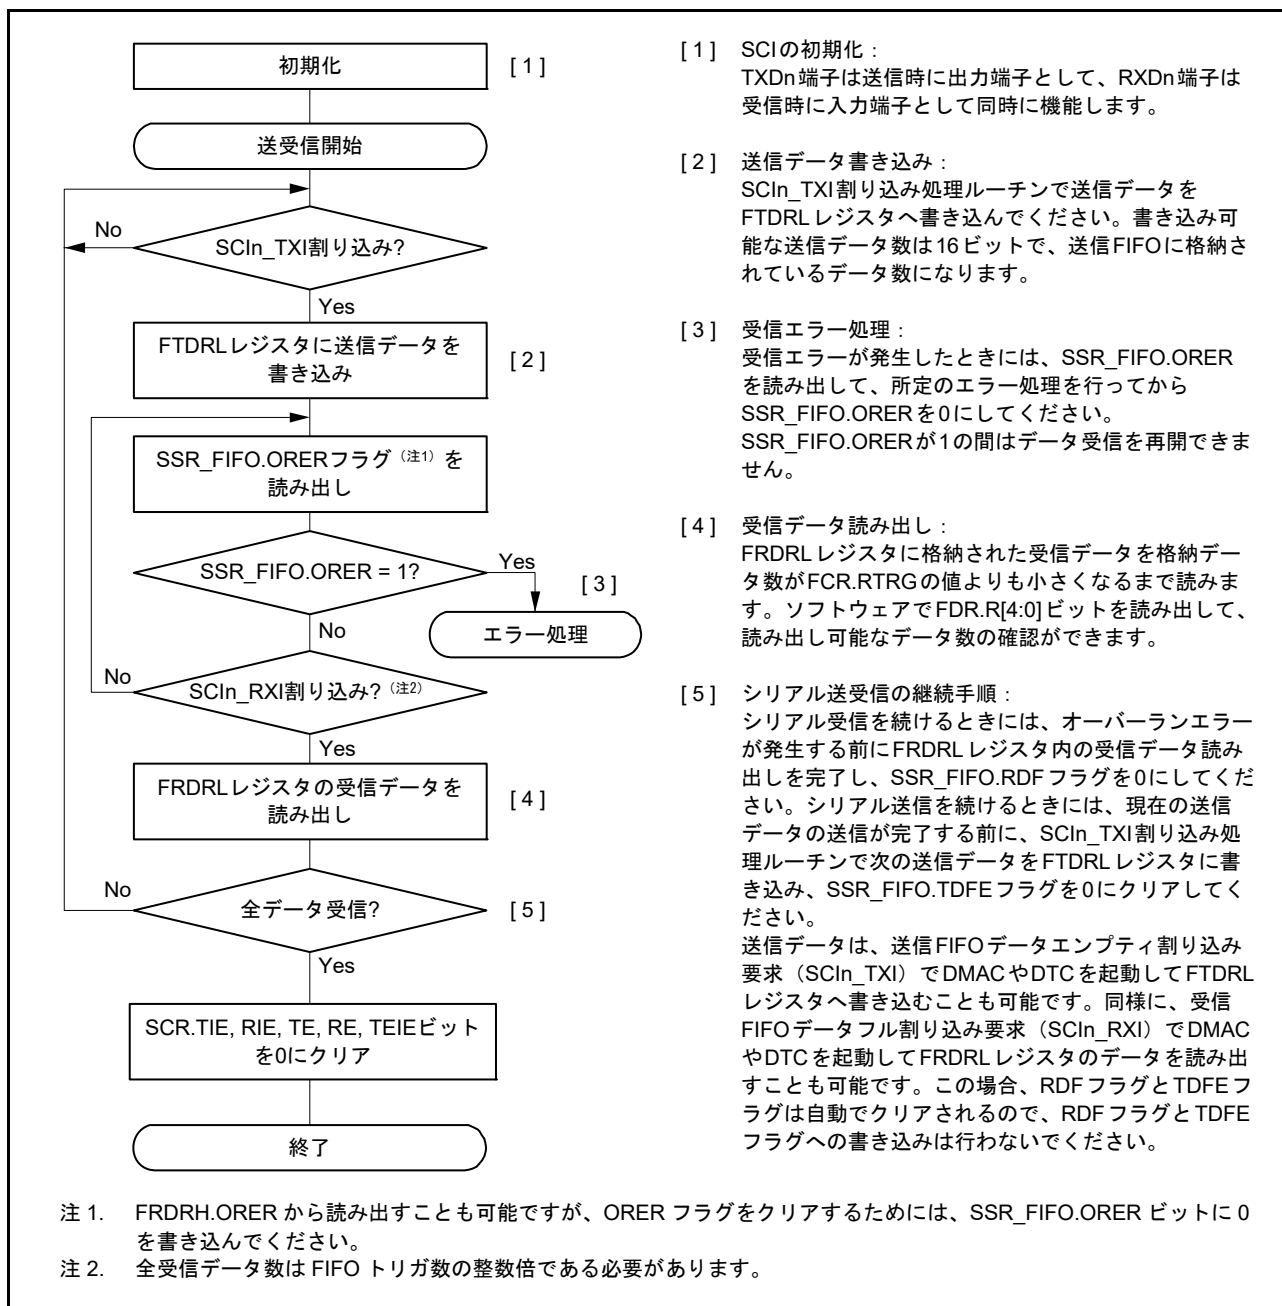 初期化
[ 1 ]
送受信開始
No
SCIn_TXI割り込み?
Yes
FTDRLレジスタに送信データを
書き込み
[ 2 ]
SSR_FIFO.ORERフラグ（注1）を
読み出し
SSR_FIFO.ORER = 1?
Yes
[ 3 ]
エラー処理
No
No
SCIn_RXI割り込み?（注2）
Yes
FRDRLレジスタの受信データを
読み出し
[ 4 ]
No
全データ受信?
[ 5 ]
Yes
SCR.TIE, RIE, TE, RE, TEIEビット
を0にクリア
終了
[ 1 ] SCIの初期化：
TXDn端子は送信時に出力端子として、RXDn端子は
受信時に入力端子として同時に機能します。
[ 2 ] 送信データ書き込み：
SCIn_TXI割り込み処理ルーチンで送信データを
FTDRLレジスタへ書き込んでください。書き込み可
能な送信データ数は16ビットで、送信FIFOに格納さ
れているデータ数になります。
[ 3 ] 受信エラー処理：
受信エラーが発生したときには、SSR_FIFO.ORER
を読み出して、所定のエラー処理を行ってから
SSR_FIFO.ORERを0にしてください。
SSR_FIFO.ORERが1の間はデータ受信を再開できま
せん。
[ 4 ] 受信データ読み出し：
FRDRLレジスタに格納された受信データを格納デー
タ数がFCR.RTRGの値よりも小さくなるまで読みま
す。ソフトウェアでFDR.R[4:0]ビットを読み出して、
読み出し可能なデータ数の確認ができます。
[ 5 ] シリアル送受信の継続手順：
シリアル受信を続けるときには、オーバーランエラー
が発生する前にFRDRLレジスタ内の受信データ読み
出しを完了し、SSR_FIFO.RDFフラグを0にしてくだ
さい。シリアル送信を続けるときには、現在の送信
データの送信が完了する前に、SCIn_TXI割り込み処
理ルーチンで次の送信データをFTDRLレジスタに書
き込み、SSR_FIFO.TDFEフラグを0にクリアしてく
ださい。
送信データは、送信FIFOデータエンプティ割り込み
要求（SCIn_TXI）でDMACやDTCを起動してFTDRL
レジスタへ書き込むことも可能です。同様に、受信
FIFOデータフル割り込み要求（SCIn_RXI）でDMAC
やDTCを起動してFRDRLレジスタのデータを読み出
すことも可能です。この場合、RDFフラグとTDFEフ
ラグは自動でクリアされるので、RDFフラグとTDFE
フラグへの書き込みは行わないでください。
注 1. FRDRH.ORER から読み出すことも可能ですが、ORER フラグをクリアするためには、SSR_FIFO.ORER ビットに 0
を書き込んでください。
注 2. 全受信データ数は FIFO トリガ数の整数倍である必要があります。